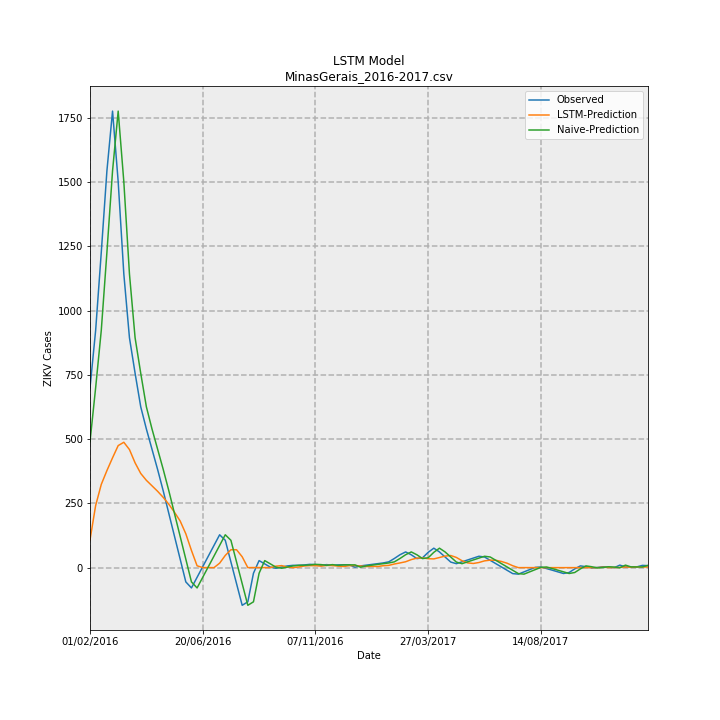 LSTM Model
MinasGerais_2016-2017.csv
Observed
LSTM-Prediction
Naive-Prediction
1750
1500
1250
1000
750
500
250
0
ZIKV Cases
01/02/2016
20/06/2016
07/11/2016
27/03/2017
14/08/2017
Date